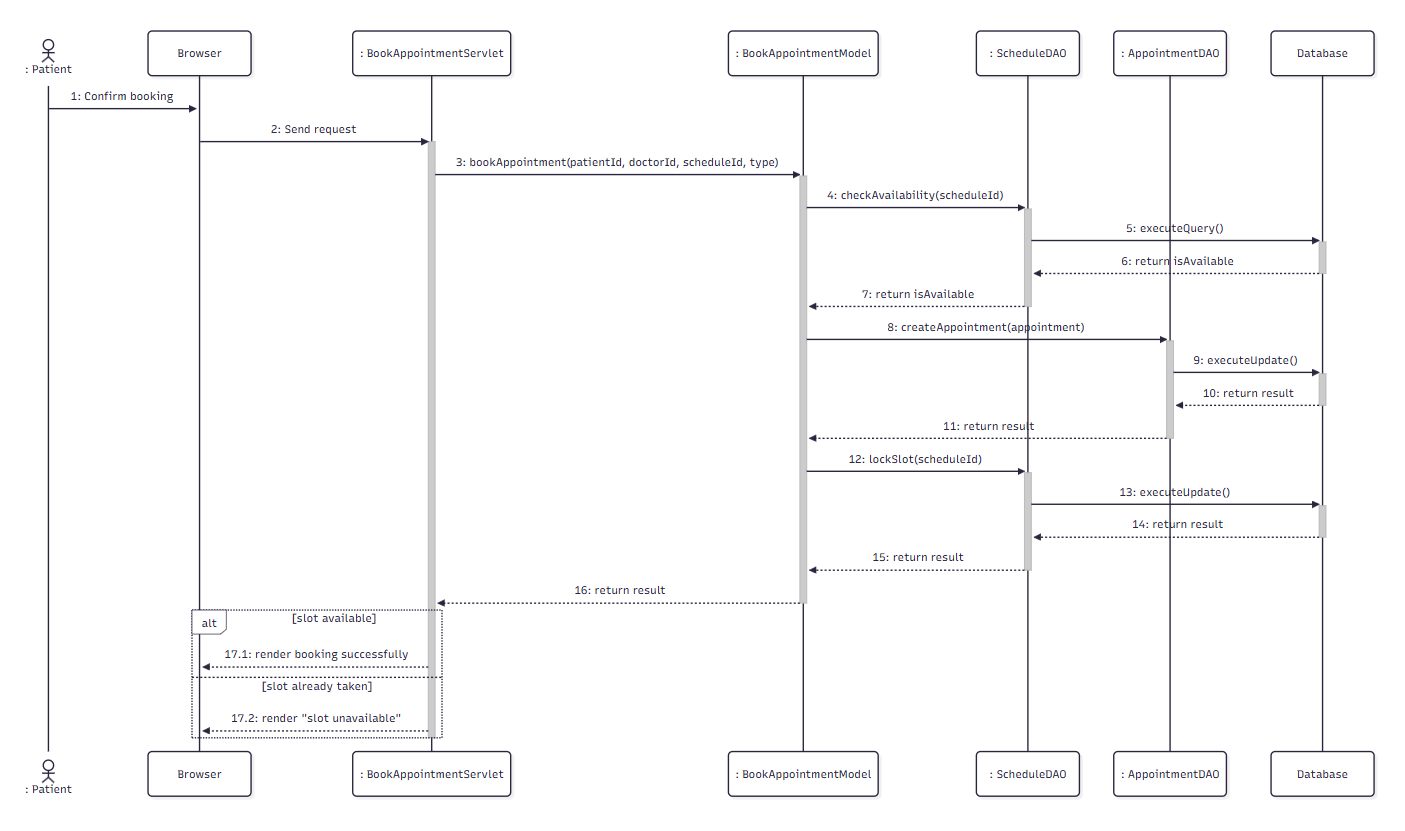 : Patient
Browser
: BookAppointmentServlet
: BookAppointmentModel
: ScheduleDAO
: AppointmentDAO
Database
1: Confirm booking
2: Send request
3: bookAppointment(patientId, doctorId, scheduleId, type)
4: checkAvailability(scheduleId)
5: executeQuery()
6: return isAvailable
7: return isAvailable
8: createAppointment(appointment)
9: executeUpdate()
10: return result
11: return result
12: lockSlot(scheduleId)
13: executeUpdate()
14: return result
15: return result
16: return result
alt
[slot available]
17.1: render booking successfully
[slot already taken]
17.2: render "slot unavailable"
: Patient
Browser
: BookAppointmentServlet
: BookAppointmentModel
: ScheduleDAO
: AppointmentDAO
Database